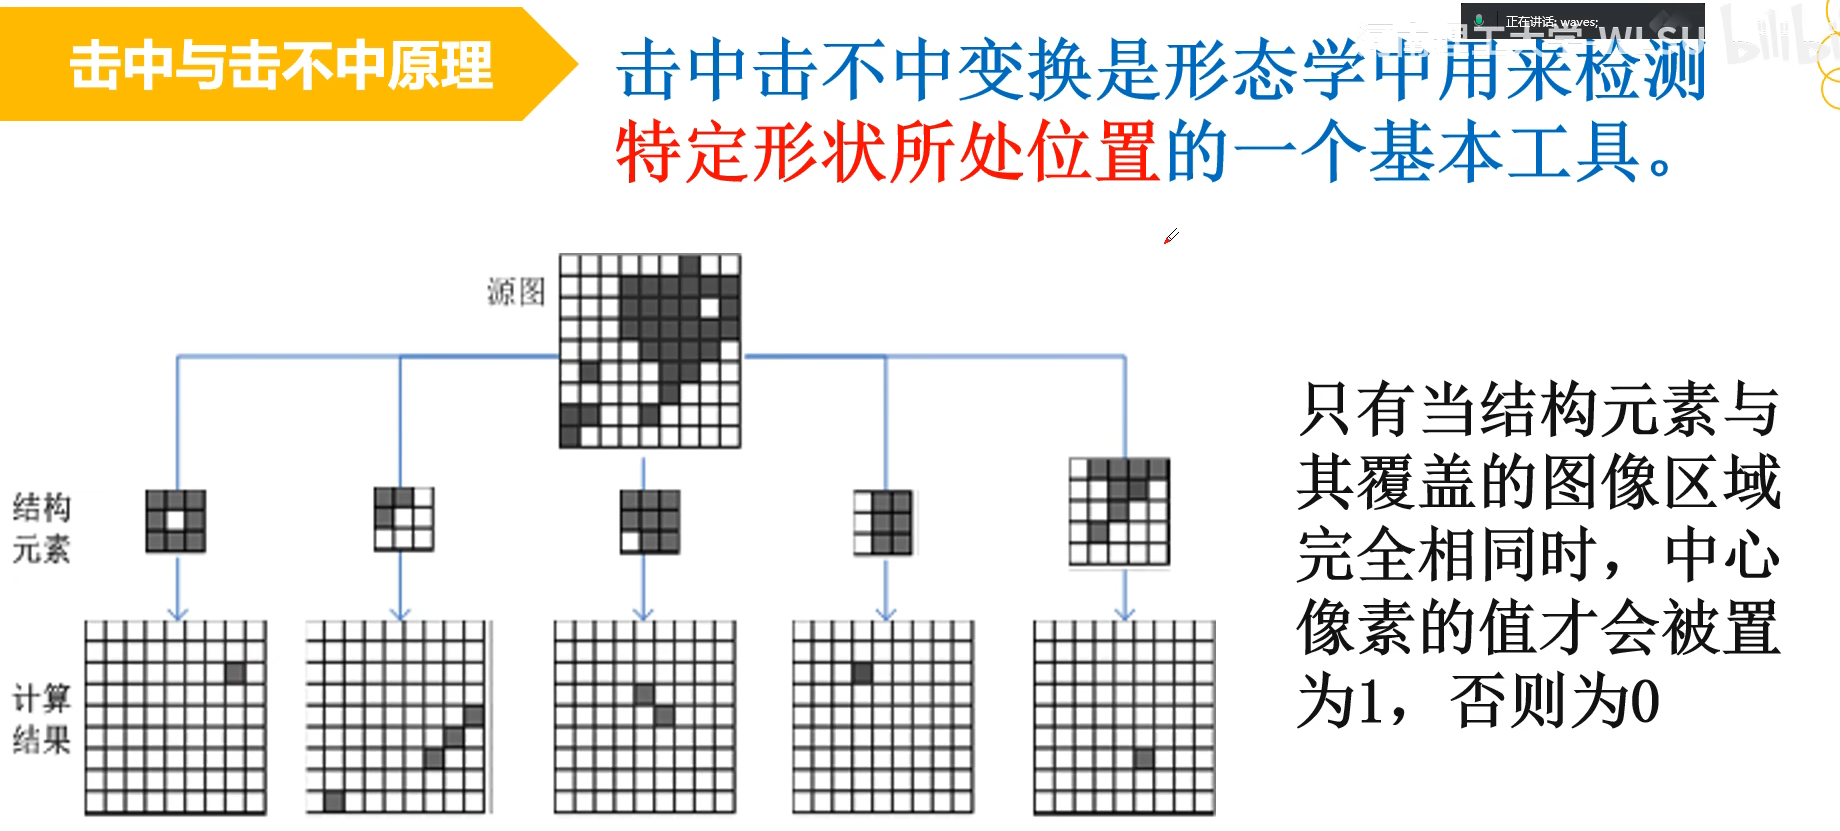 击中与击不中原理
正在讲话: waves;
击中击不中变换是形态学中用来检测
特定形状所处位置的一个基本工具。
源图
结构
元素
计算
结果
只有当结构元素与
其覆盖的图像区域
完全相同时，中心
像素的值才会被置
为1，否则为0